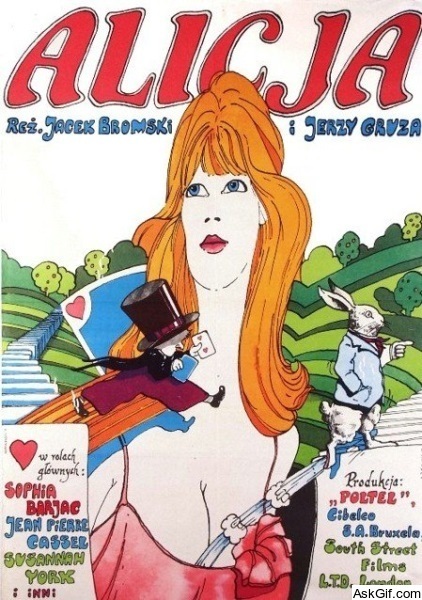 ALICJA
REŻ. JACEK BROMSKI i JERZY GRUZA
w rolach
głównych:
SOPHIA
BARJAC
JEAN PIERRE
CASSEL
SUSANNAH
YORK
i inni
Produkcja:
„POLTEL”,
Cibelco
S.A. Bruxela,
South Street
Films
L.T.D. London
AskGif.com